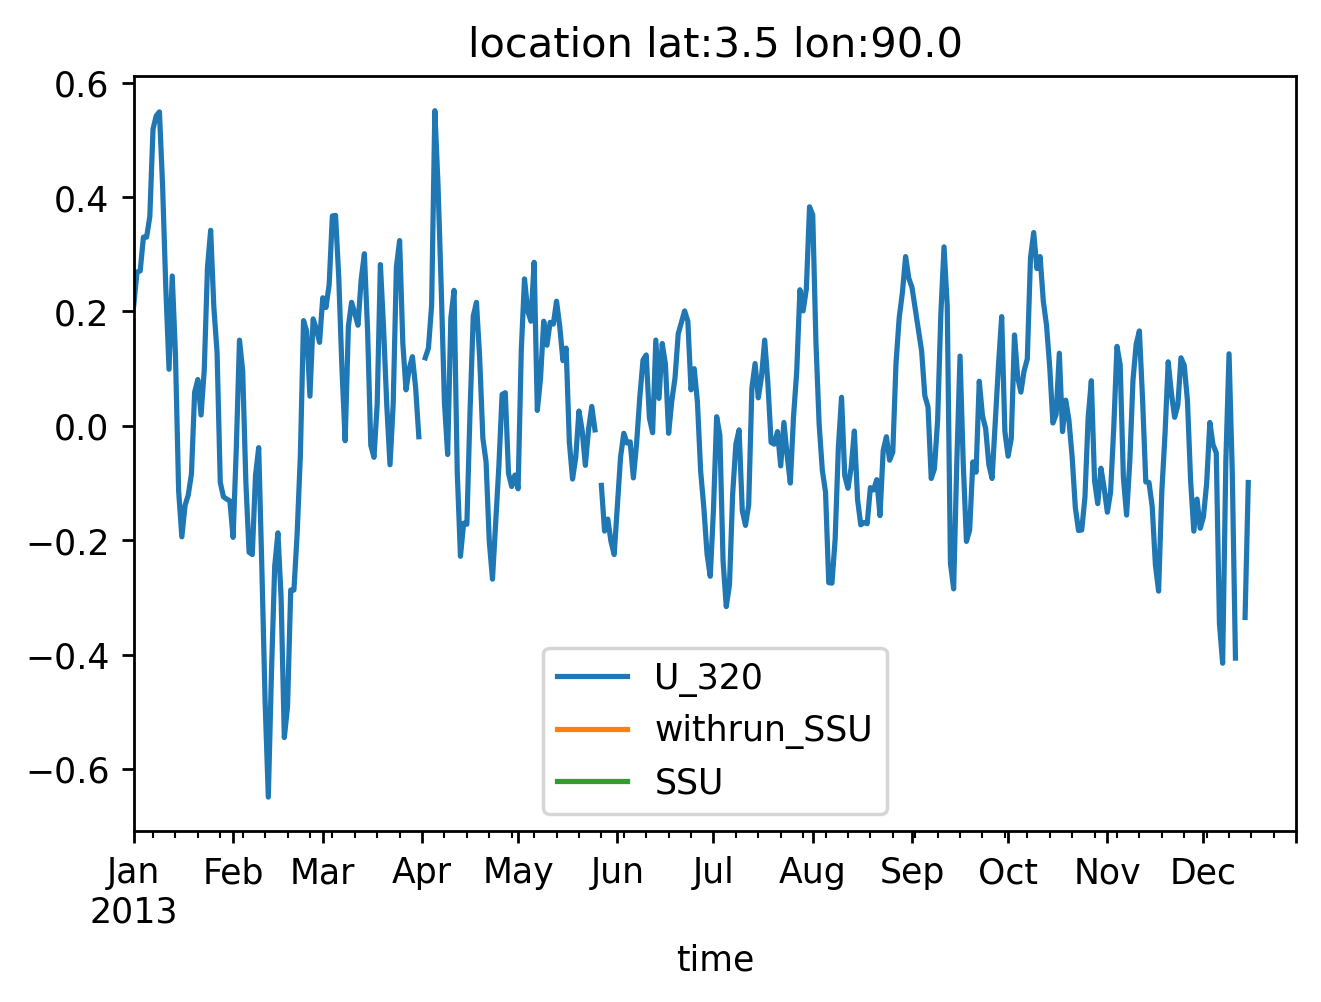 location lat:3.5 lon:90.0
0.6
0.4
0.2
0.0
−0.2
−0.4
−0.6
U_320
withrun_SSU
SSU
Jan Feb Mar Apr May Jun Jul Aug Sep Oct Nov Dec
2013
time